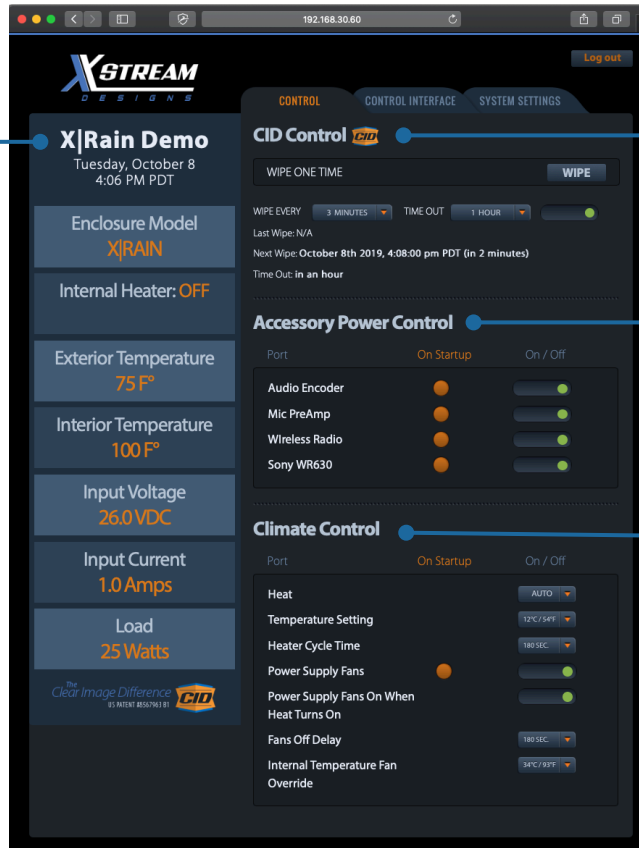 192.168.30.60
XSTREAM
DESIGNS
Log out
CONTROL
CONTROL INTERFACE
SYSTEM SETTINGS
X|Rain Demo
Tuesday, October 8
4:06 PM PDT
Enclosure Model
X|RAIN
Internal Heater: OFF
Exterior Temperature
75 F°
Interior Temperature
100 F°
Input Voltage
26.0 VDC
Input Current
1.0 Amps
Load
25 Watts
The
Clear Image Difference
CID
US PATENT #8567963 B1
CID Control CID
WIPE ONE TIME
WIPE
WIPE EVERY 3 MINUTES TIME OUT 1 HOUR
Last Wipe: N/A
Next Wipe: October 8th 2019, 4:08:00 pm PDT (in 2 minutes)
Time Out: in an hour
Accessory Power Control
Port On Startup On / Off
Audio Encoder
Mic PreAmp
WIreless Radio
Sony WR630
Climate Control
Port On Startup On / Off
Heat AUTO
Temperature Setting 12°C / 54°F
Heater Cycle Time 180 SEC.
Power Supply Fans
Power Supply Fans On When
Heat Turns On
Fans Off Delay 180 SEC.
Internal Temperature Fan 34°C / 93°F
Override